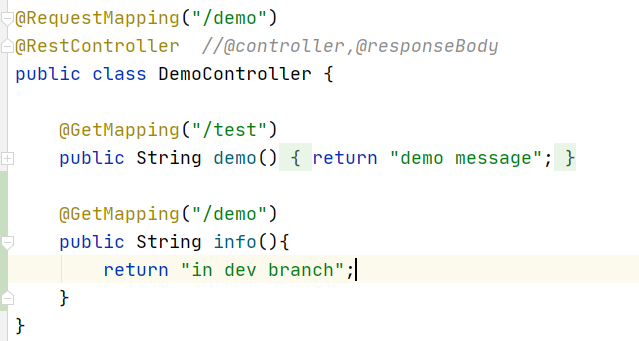 @RequestMapping("/demo")
@RestController  //@controller,@responseBody
public class DemoController {
@GetMapping("/test")
public String demo() { return "demo message"; }
@GetMapping("/demo")
public String info(){
return "in dev branch";
}
}